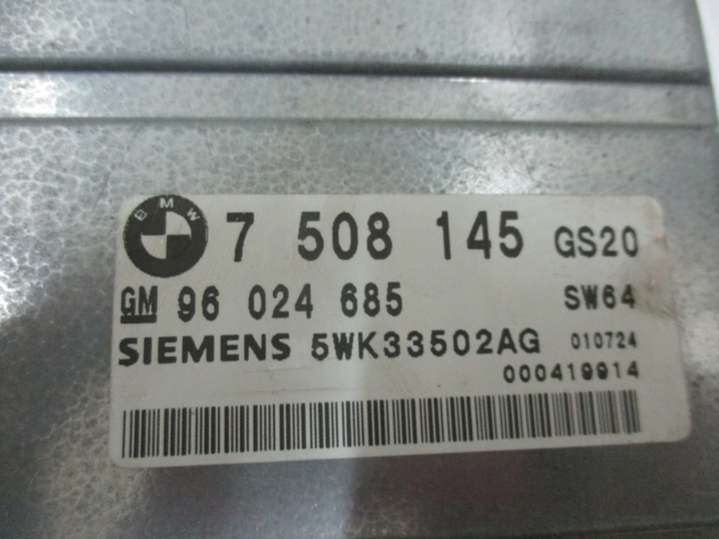 BMW 7 508 145 GS20
GM 96 024 685 SW64
SIEMENS 5WK33502AG 010724
000419914